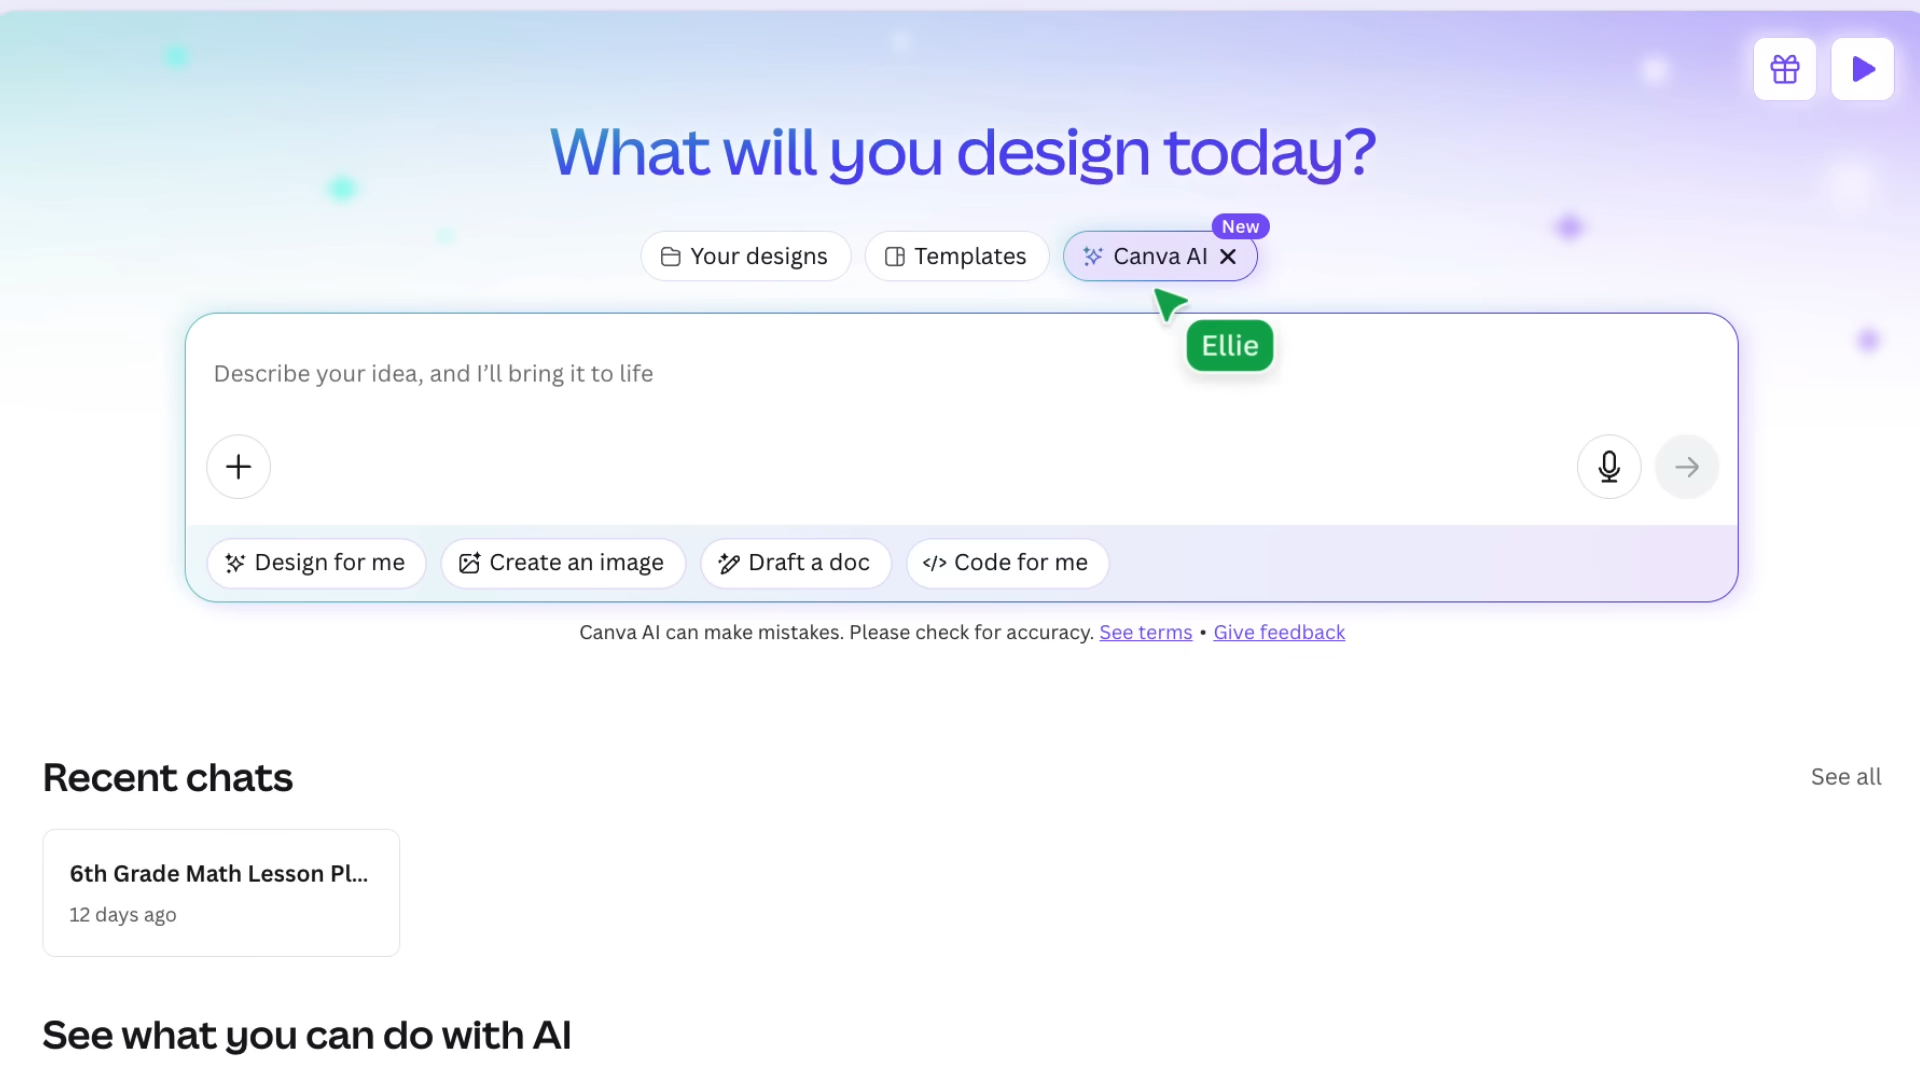 What will you design today?
New
Your designs
Templates
Canva AI
Ellie
Describe your idea, and I’ll bring it to life
Design for me
Create an image
Draft a doc
Code for me
Canva AI can make mistakes. Please check for accuracy. See terms • Give feedback
Recent chats
See all
6th Grade Math Lesson Pl...
12 days ago
See what you can do with AI